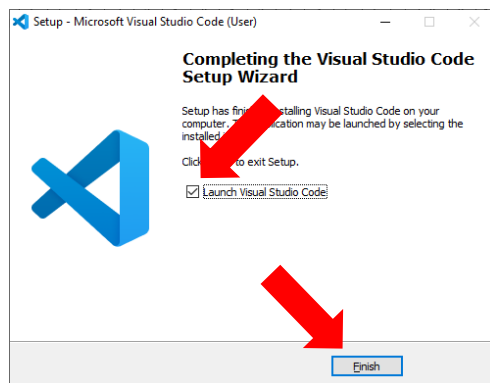 Setup - Microsoft Visual Studio Code (User)
Completing the Visual Studio Code
Setup Wizard
Setup has installing Visual Studio Code on your
computer. may be launched by selecting the
installed
Click to exit Setup.
Launch Visual Studio Code
Finish